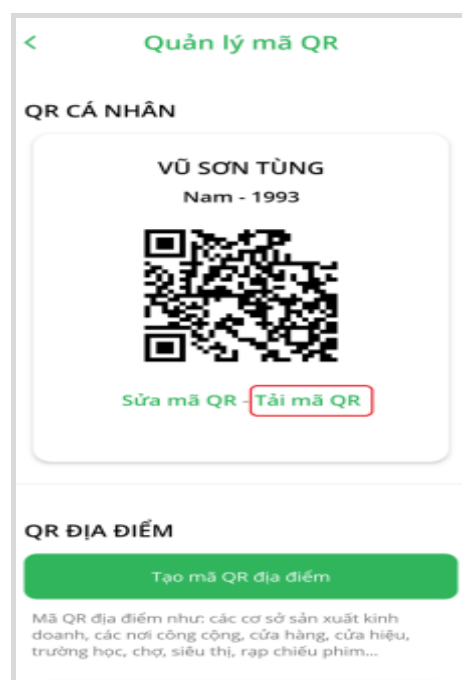 Quản lý mã QR
QR CÁ NHÂN
VŨ SƠN TÙNG
Nam - 1993
Sửa mã QR - Tải mã QR
QR ĐỊA ĐIỂM
Tạo mã QR địa điểm
Mã QR địa điểm như: các cơ sở sản xuất kinh
doanh, các nơi công cộng, cửa hàng, cửa hiệu,
trường học, chợ, siêu thị, rạp chiếu phim...